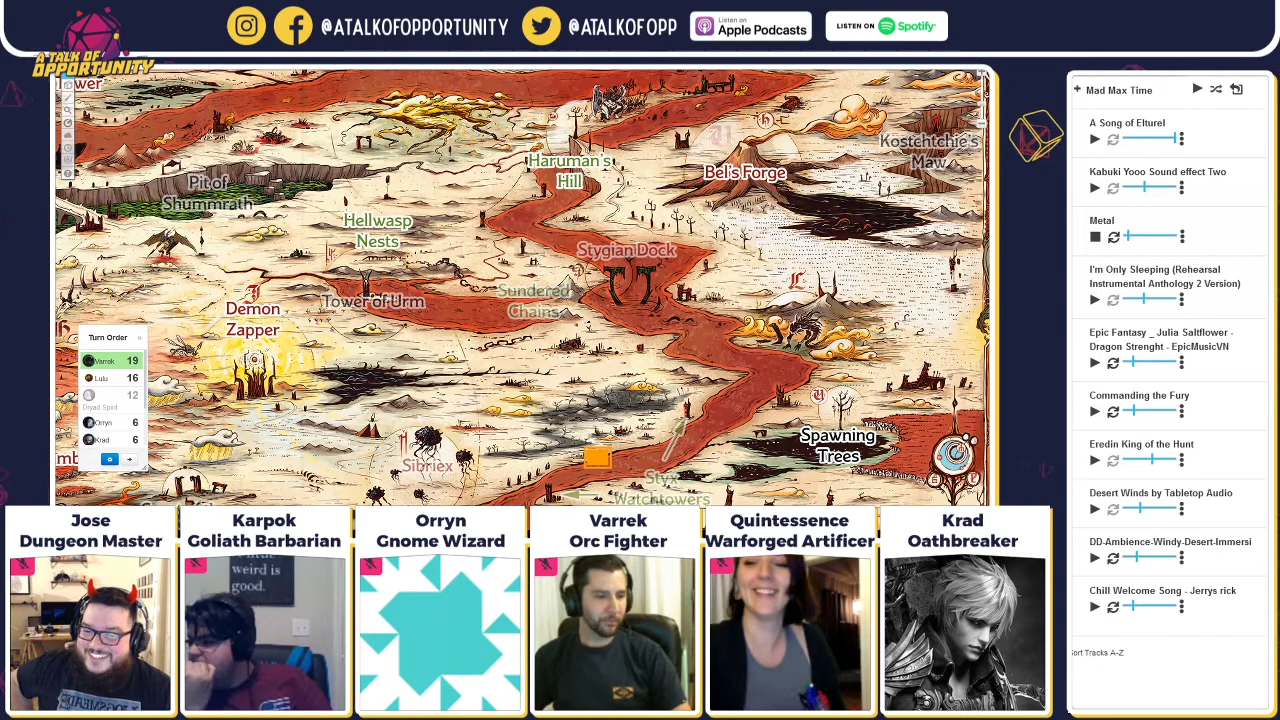 @ATALKOFOPPORTUNITY
@ATALKOFOPP
Listen on
Apple Podcasts
LISTEN ON
Spotify
A TALK OF
OPPORTUNITY
Haruman's
Hill
Kostchtchie's
Maw
Bel's Forge
Pit of
Shummrath
Hellwasp
Nests
Stygian Dock
Sundered
Chains
Tower of Urm
Demon
Zapper
Spawning
Trees
Sibriex
Styx
Watchtowers
Turn Order
Varrek 19
Lulu 16
12
Dryad Spirit
Orryn 6
Krad 6
Mad Max Time
A Song of Elturel
Kabuki Yooo Sound effect Two
Metal
I'm Only Sleeping (Rehearsal
Instrumental Anthology 2 Version)
Epic Fantasy _ Julia Saltflower -
Dragon Strenght - EpicMusicVN
Commanding the Fury
Eredin King of the Hunt
Desert Winds by Tabletop Audio
DD-Ambience-Windy-Desert-Immersi
Chill Welcome Song - Jerrys rick
Sort Tracks A-Z
Jose
Dungeon Master
Karpok
Goliath Barbarian
Orryn
Gnome Wizard
Varrek
Orc Fighter
Quintessence
Warforged Artificer
Krad
Oathbreaker
weird is
good.